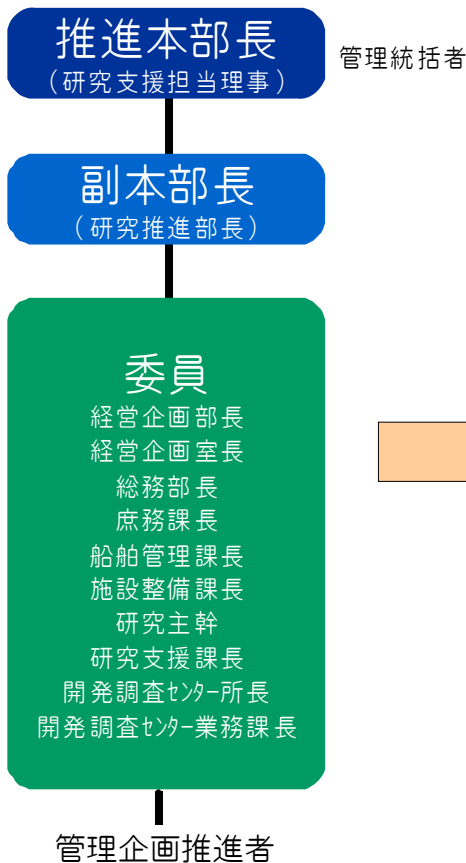 推進本部長
（研究支援担当理事）
管理統括者
副本部長
（研究推進部長）
委員
経営企画部長
経営企画室長
総務部長
庶務課長
船舶管理課長
施設整備課長
研究主幹
研究支援課長
開発調査ｾﾝﾀｰ所長
開発調査ｾﾝﾀｰ業務課長
管理企画推進者